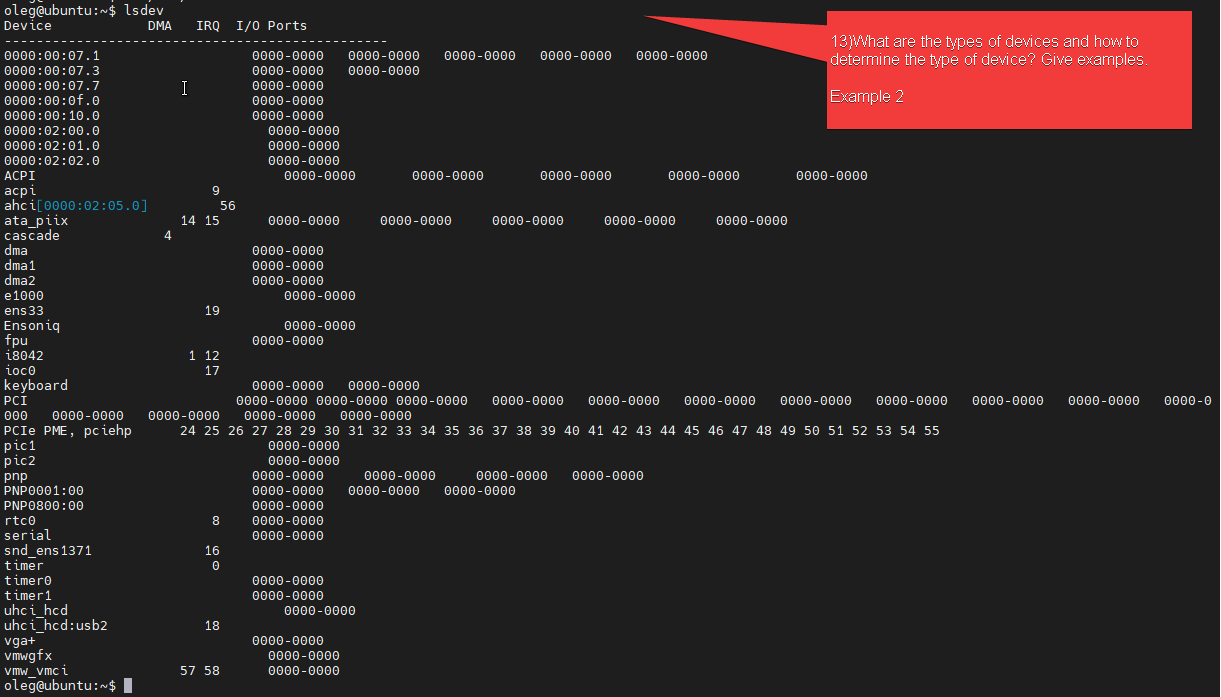 oleg@ubuntu:~$ lsdev
Device            DMA   IRQ  I/O Ports
------------------------------------------------
0000:00:07.1                   0000-0000   0000-0000   0000-0000   0000-0000
0000:00:07.3                   0000-0000   0000-0000
0000:00:07.7                   0000-0000
0000:00:0f.0                   0000-0000
0000:00:10.0                   0000-0000
0000:02:00.0                     0000-0000
0000:02:01.0                     0000-0000
0000:02:02.0                     0000-0000
ACPI                               0000-0000       0000-0000       0000-0000       0000-0000       0000-0000
acpi                      9
ahci[0000:02:05.0]         56
ata_piix              14 15      0000-0000     0000-0000     0000-0000     0000-0000     0000-0000
cascade             4
dma                            0000-0000
dma1                           0000-0000
dma2                           0000-0000
e1000                              0000-0000
ens33                    19
Ensoniq                            0000-0000
fpu                            0000-0000
i8042                  1 12
ioc0                     17
keyboard                       0000-0000   0000-0000
PCI                          0000-0000 0000-0000 0000-0000   0000-0000   0000-0000   0000-0000   0000-0000   0000-0000   0000-0000   0000-0000   0000-0
000   0000-0000   0000-0000   0000-0000   0000-0000
PCIe PME, pciehp      24 25 26 27 28 29 30 31 32 33 34 35 36 37 38 39 40 41 42 43 44 45 46 47 48 49 50 51 52 53 54 55
pic1                             0000-0000
pic2                             0000-0000
pnp                            0000-0000     0000-0000     0000-0000   0000-0000
PNP0001:00                     0000-0000   0000-0000   0000-0000
PNP0800:00                     0000-0000
rtc0                      8    0000-0000
serial                         0000-0000
snd_ens1371              16
timer                     0
timer0                         0000-0000
timer1                         0000-0000
uhci_hcd                           0000-0000
uhci_hcd:usb2            18
vga+                           0000-0000
vmwgfx                           0000-0000
vmw_vmci              57 58      0000-0000
oleg@ubuntu:~$
13)What are the types of devices and how to
determine the type of device? Give examples.
Example 2